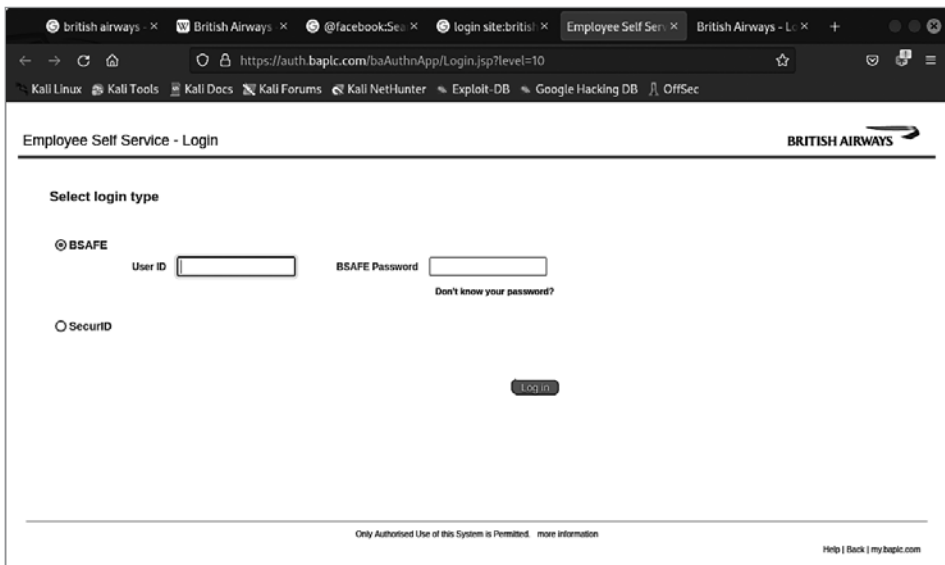 british airways - × British Airways × @facebook:Sea × login site:britisl × Employee Self Serv × British Airways - Lo × +
https://auth.baplc.com/baAuthnApp/Login.jsp?level=10
Kali Linux Kali Tools Kali Docs Kali Forums Kali NetHunter Exploit-DB Google Hacking DB OffSec
Employee Self Service - Login BRITISH AIRWAYS
Select login type
BSAFE
User ID BSAFE Password
Don't know your password?
SecurID
Log in
Only Authorised Use of this System is Permitted. more information
Help | Back | my.baplc.com